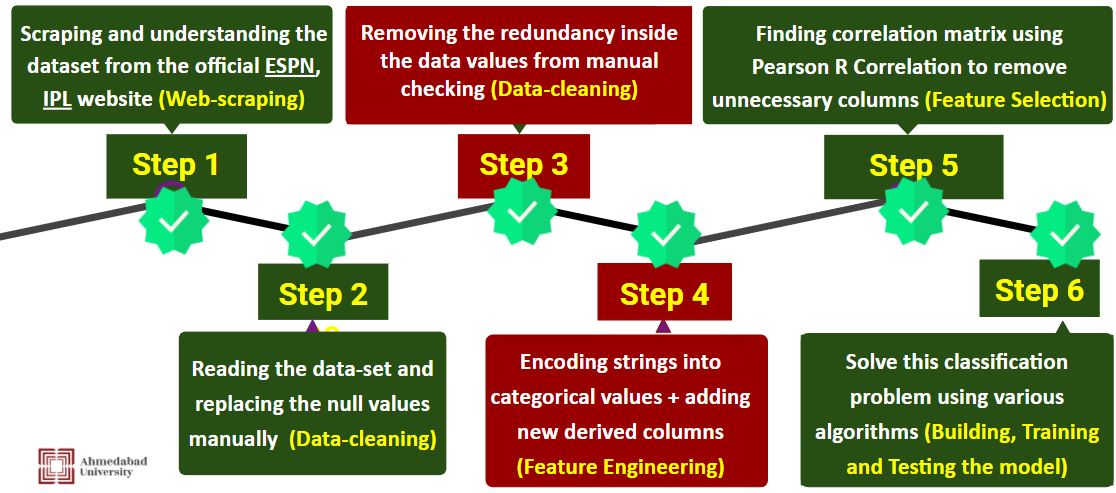 Scraping and understanding the
dataset from the official ESPN,
IPL website (Web-scraping)
Step 1
Step 2
Reading the data-set and
replacing the null values
manually (Data-cleaning)
Removing the redundancy inside
the data values from manual
checking (Data-cleaning)
Step 3
Step 4
Encoding strings into
categorical values + adding
new derived columns
(Feature Engineering)
Finding correlation matrix using
Pearson R Correlation to remove
unnecessary columns (Feature Selection)
Step 5
Step 6
Solve this classification
problem using various
algorithms (Building, Training
and Testing the model)
Ahmedabad
University